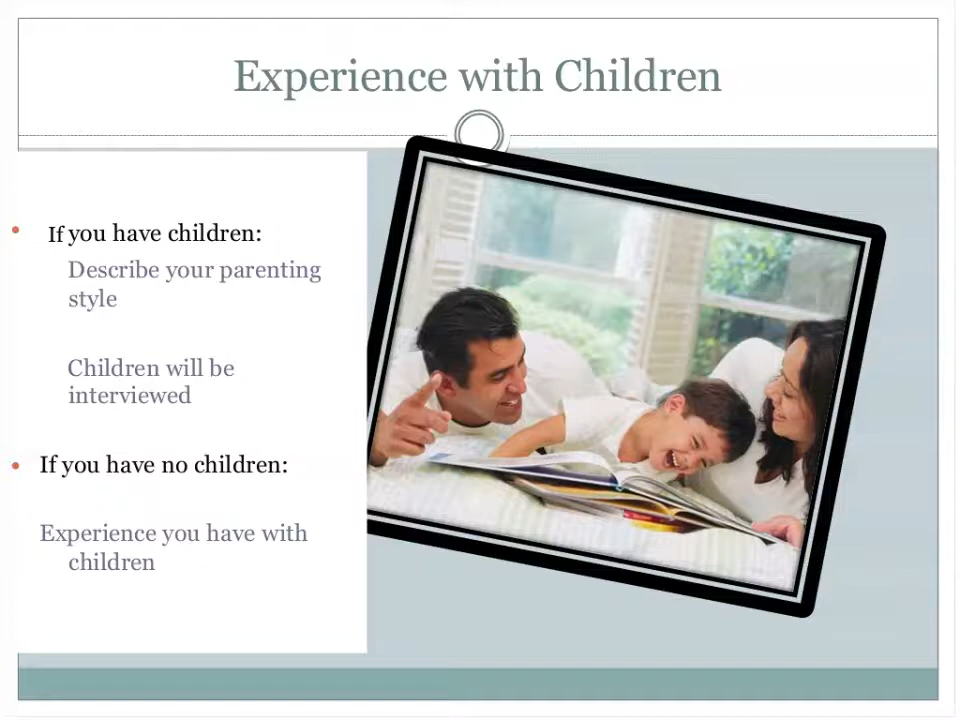 Experience with Children
If you have children:
Describe your parenting
style
Children will be
interviewed
If you have no children:
Experience you have with
children